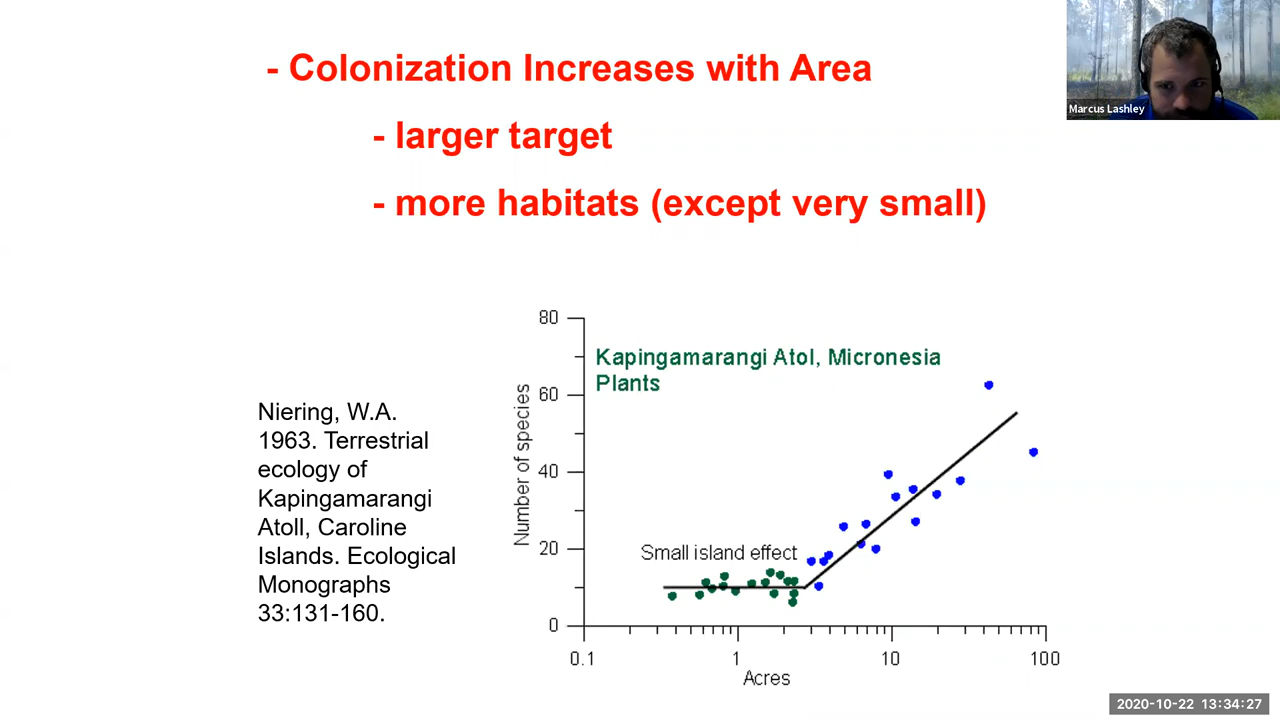 - Colonization Increases with Area
- larger target
- more habitats (except very small)
Marcus Lashley
Niering, W.A.
1963. Terrestrial
ecology of
Kapingamarangi
Atoll, Caroline
Islands. Ecological
Monographs
33:131-160.
Number of species
80
60
40
20
0
Kapingamarangi Atol, Micronesia
Plants
Small island effect
0.1
1
10
100
Acres
2020-10-22 13:34:27